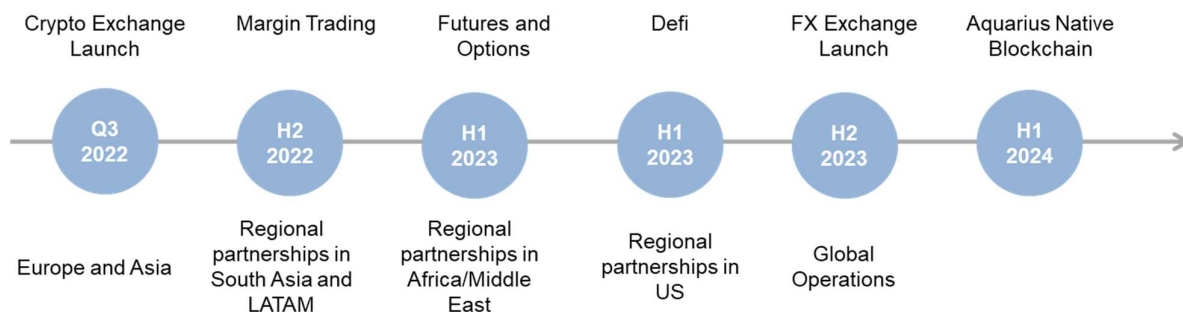 Crypto Exchange
Launch
Margin Trading
Futures and
Options
Defi
FX Exchange
Launch
Aquarius Native
Blockchain
Q3
2022
H2
2022
H1
2023
H1
2023
H2
2023
H1
2024
Europe and Asia
Regional
partnerships in
South Asia and
LATAM
Regional
partnerships in
Africa/Middle
East
Regional
partnerships in
US
Global
Operations